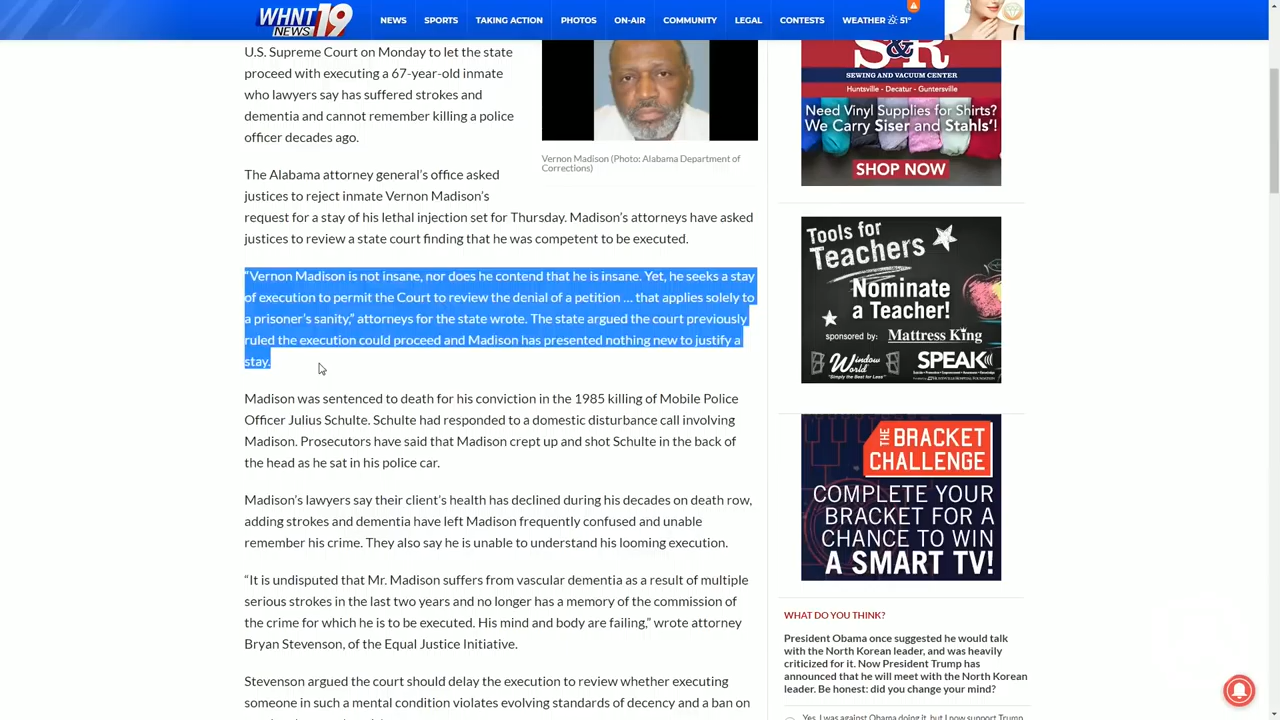 WHNT
NEWS 19
NEWS
SPORTS
TAKING ACTION
PHOTOS
ON-AIR
COMMUNITY
LEGAL
CONTESTS
WEATHER 51°
U.S. Supreme Court on Monday to let the state
proceed with executing a 67-year-old inmate
who lawyers say has suffered strokes and
dementia and cannot remember killing a police
officer decades ago.
Vernon Madison (Photo: Alabama Department of
Corrections)
The Alabama attorney general’s office asked
justices to reject inmate Vernon Madison’s
request for a stay of his lethal injection set for Thursday. Madison’s attorneys have asked
justices to review a state court finding that he was competent to be executed.
“Vernon Madison is not insane, nor does he contend that he is insane. Yet, he seeks a stay
of execution to permit the Court to review the denial of a petition … that applies solely to
a prisoner’s sanity,” attorneys for the state wrote. The state argued the court previously
ruled the execution could proceed and Madison has presented nothing new to justify a
stay.
Madison was sentenced to death for his conviction in the 1985 killing of Mobile Police
Officer Julius Schulte. Schulte had responded to a domestic disturbance call involving
Madison. Prosecutors have said that Madison crept up and shot Schulte in the back of
the head as he sat in his police car.
Madison’s lawyers say their client’s health has declined during his decades on death row,
adding strokes and dementia have left Madison frequently confused and unable
remember his crime. They also say he is unable to understand his looming execution.
“It is undisputed that Mr. Madison suffers from vascular dementia as a result of multiple
serious strokes in the last two years and no longer has a memory of the commission of
the crime for which he is to be executed. His mind and body are failing,” wrote attorney
Bryan Stevenson, of the Equal Justice Initiative.
Stevenson argued the court should delay the execution to review whether executing
someone in such a mental condition violates evolving standards of decency and a ban on
S&R
SEWING AND VACUUM CENTER
Huntsville - Decatur - Guntersville
Need Vinyl Supplies for Shirts?
We Carry Siser and Stahls’!
SHOP NOW
Tools for
Teachers
Nominate
a Teacher!
sponsored by: Mattress King
Window World
"Simply the Best for Less"
SPEAK
THE BRACKET
CHALLENGE
COMPLETE YOUR
BRACKET FOR A
CHANCE TO WIN
A SMART TV!
WHAT DO YOU THINK?
President Obama once suggested he would talk
with the North Korean leader, and was heavily
criticized for it. Now President Trump has
announced that he will meet with the North Korean
leader. Be honest: did you change your mind?
Yes, I was against Obama doing it, but I now support Trump